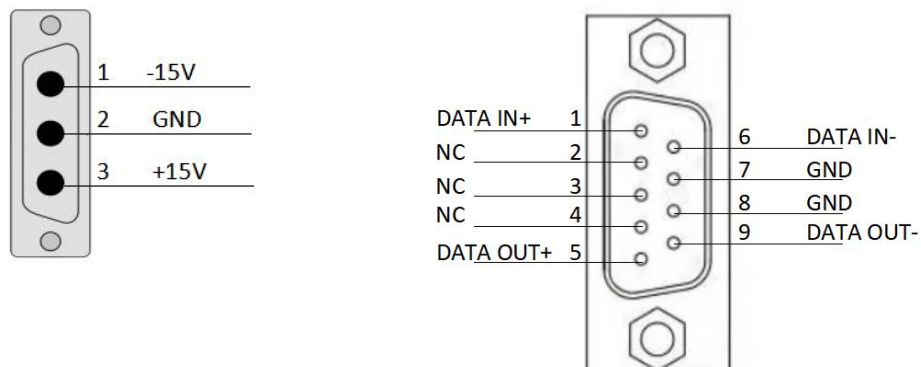 1 -15V
2 GND
3 +15V
DATA IN+ 1
NC 2
NC 3
NC 4
DATA OUT+ 5
6 DATA IN-
7 GND
8 GND
9 DATA OUT-